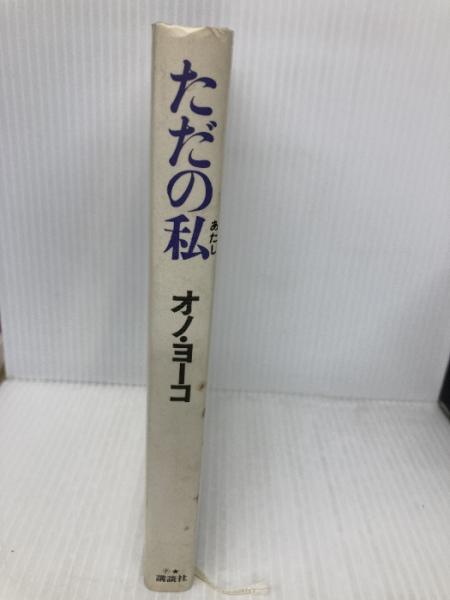 ただの私
あたし
オノ・ヨーコ
講談社